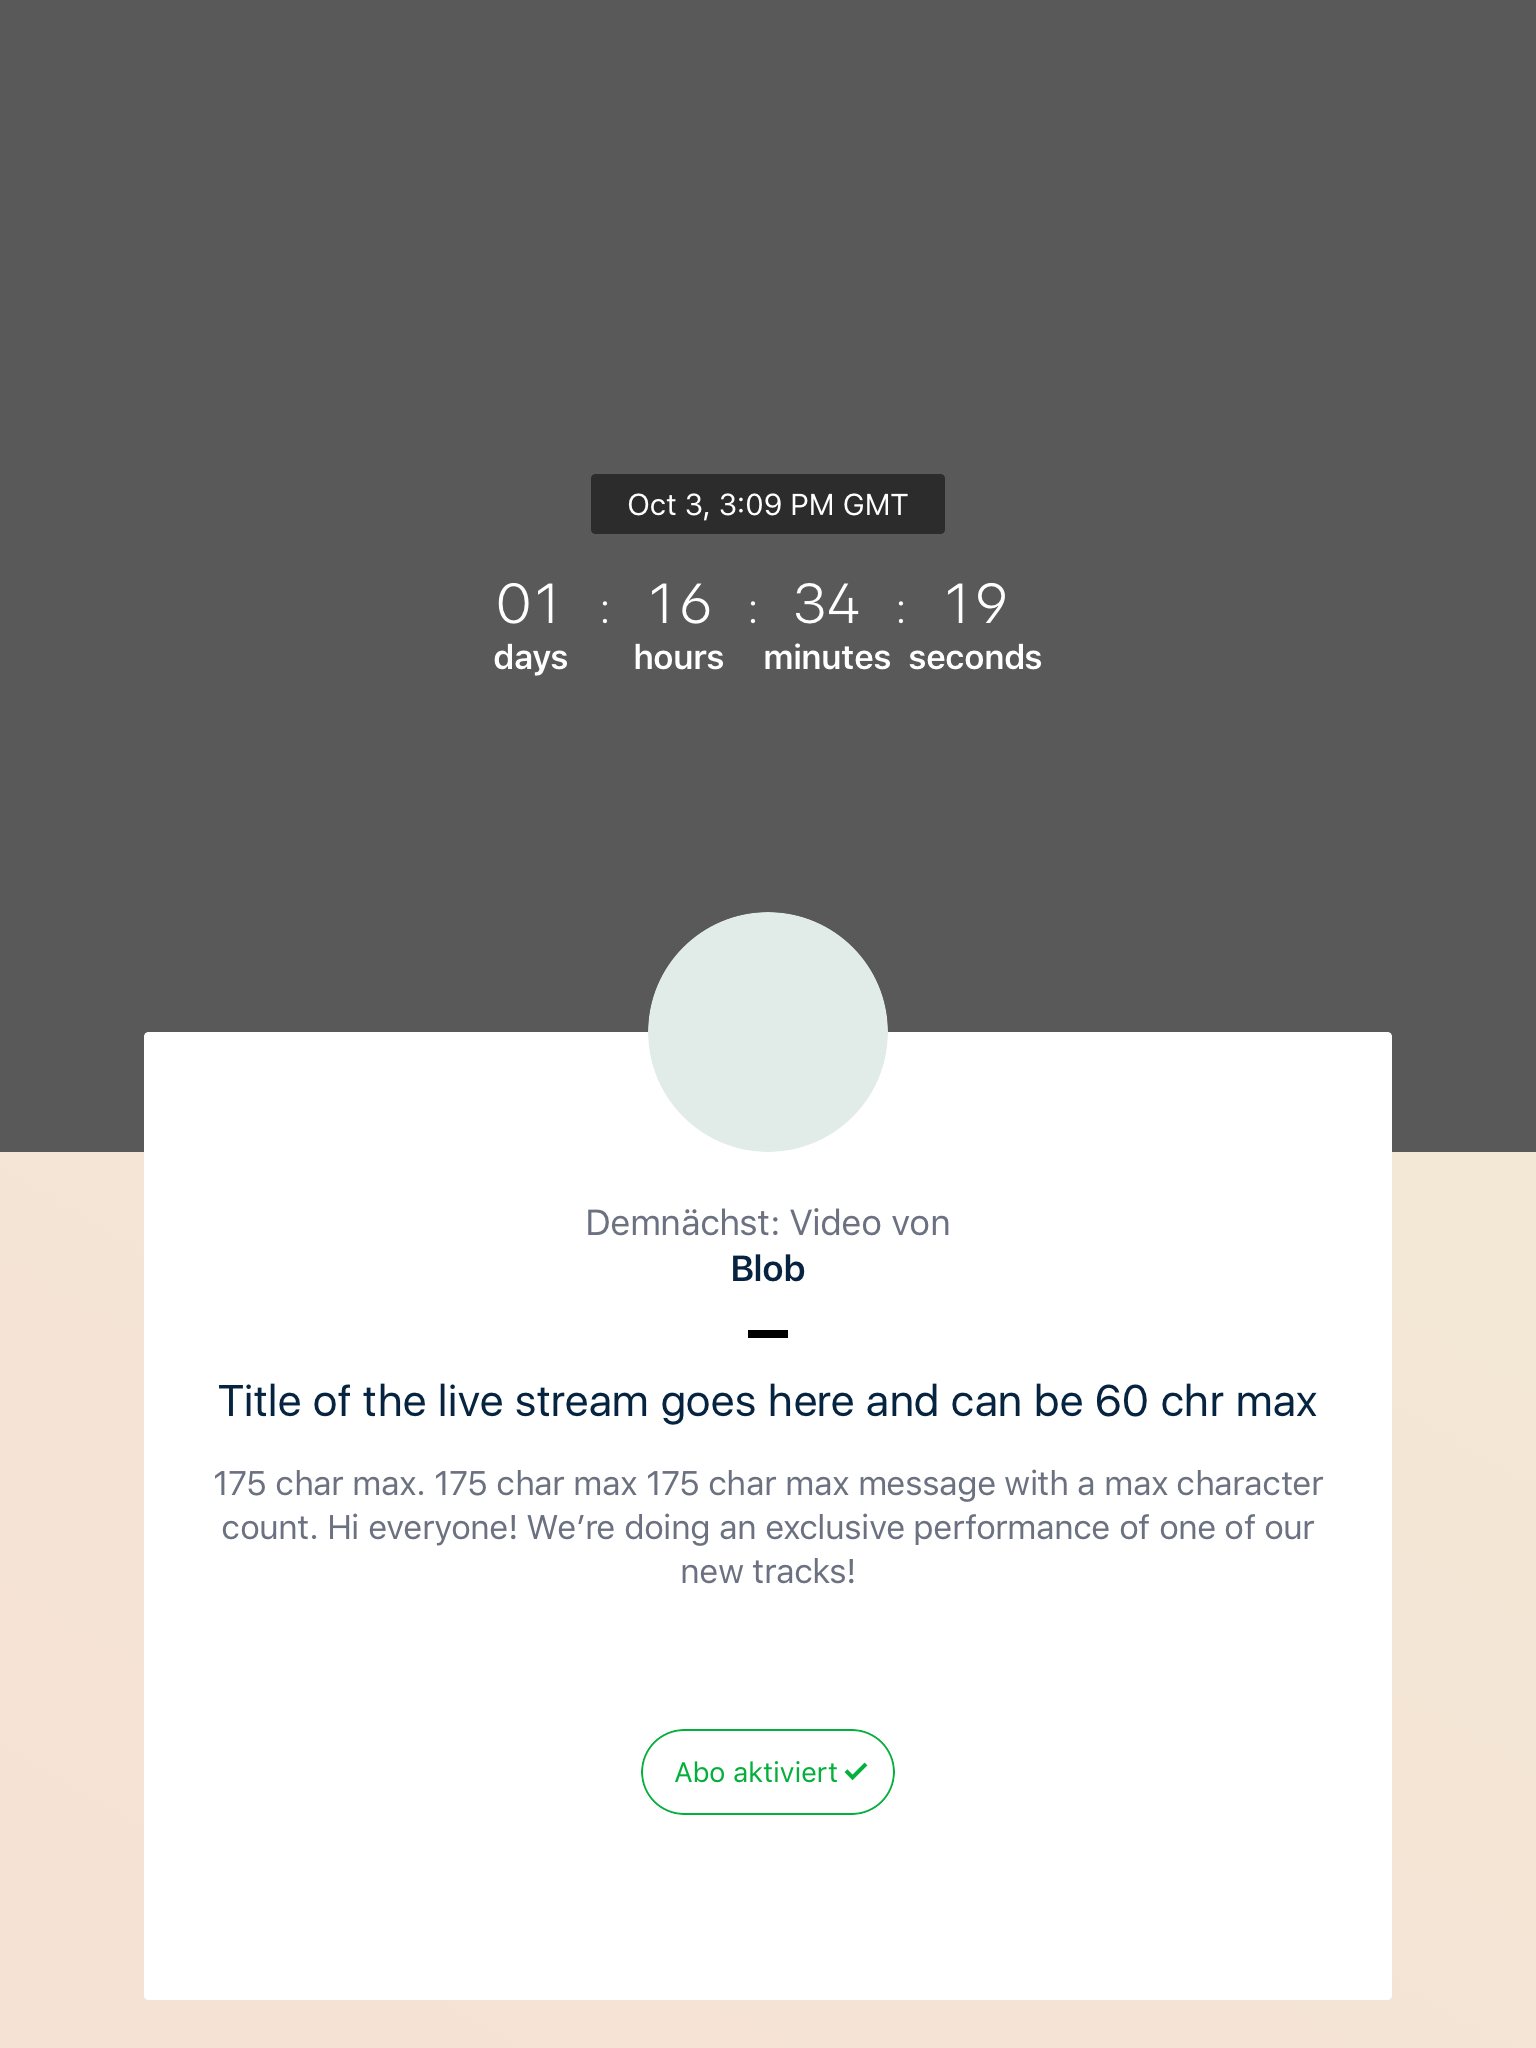 Oct 3, 3:09 PM GMT
01 : 16 : 34 : 19
days hours minutes seconds
Demnächst: Video von
Blob
Title of the live stream goes here and can be 60 chr max
175 char max. 175 char max 175 char max message with a max character
count. Hi everyone! We’re doing an exclusive performance of one of our
new tracks!
Abo aktiviert